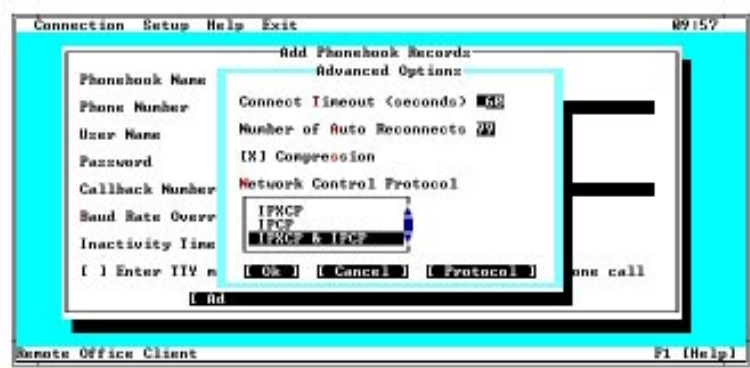 Connection Setup Help Exit 09:57
Add Phonebook Records
Advanced Options
Phonebook Name
Connect Timeout (seconds) 60
Phone Number
Number of Auto Reconnects 99
User Name
[X] Compression
Password
Network Control Protocol
Callback Number
IPXCP
IPCP
IPXCP & IPCP
Baud Rate Overr
Inactivity Time
[ ] Enter TTY m
[ Ok ] [ Cancel ] [ Protocol ]
one call
[ Ad
Remote Office Client F1 [Help]